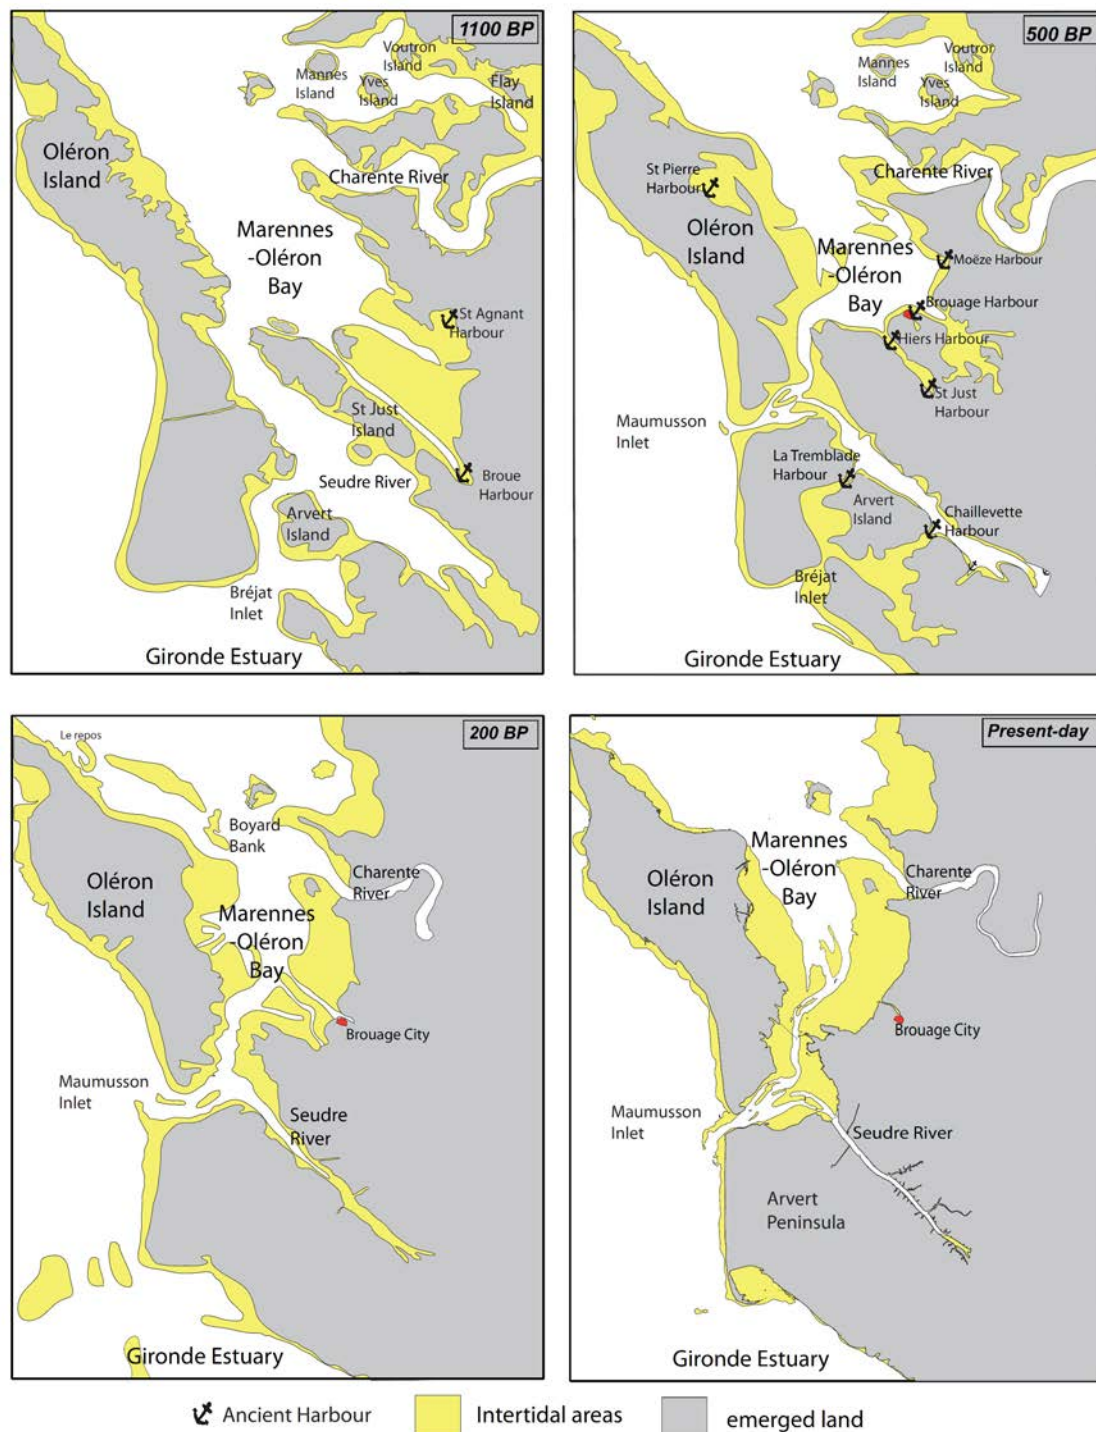 1100 BP
Voutron
Island
Mannes
Island
Yves
Island
Flay
Island
Oléron
Island
Charente River
Marennes
-Oléron
Bay
St Agnant
Harbour
St Just
Island
Seudre River
Broue
Harbour
Arvert
Island
Bréjat
Inlet
Gironde Estuary
500 BP
Voutror
Island
Mannes
Island
Yves
Island
St Pierre
Harbour
Charente River
Oléron
Island
Marennes
-Oléron
Bay
Moëze Harbour
Brouage Harbour
Hiers Harbour
St Just
Harbour
Maumusson
Inlet
La Tremblade
Harbour
Arvert
Island
Chaillevette
Harbour
Bréjat
Inlet
Gironde Estuary
200 BP
Le repos
Boyard
Bank
Charente
River
Oléron
Island
Marennes
-Oléron
Bay
Brouage City
Maumusson
Inlet
Seudre
River
Gironde Estuary
Present-day
Marennes
-Oléron
Bay
Charente
River
Oléron
Island
Brouage City
Maumusson
Inlet
Seudre River
Arvert
Peninsula
Gironde Estuary
Ancient Harbour
Intertidal areas
emerged land